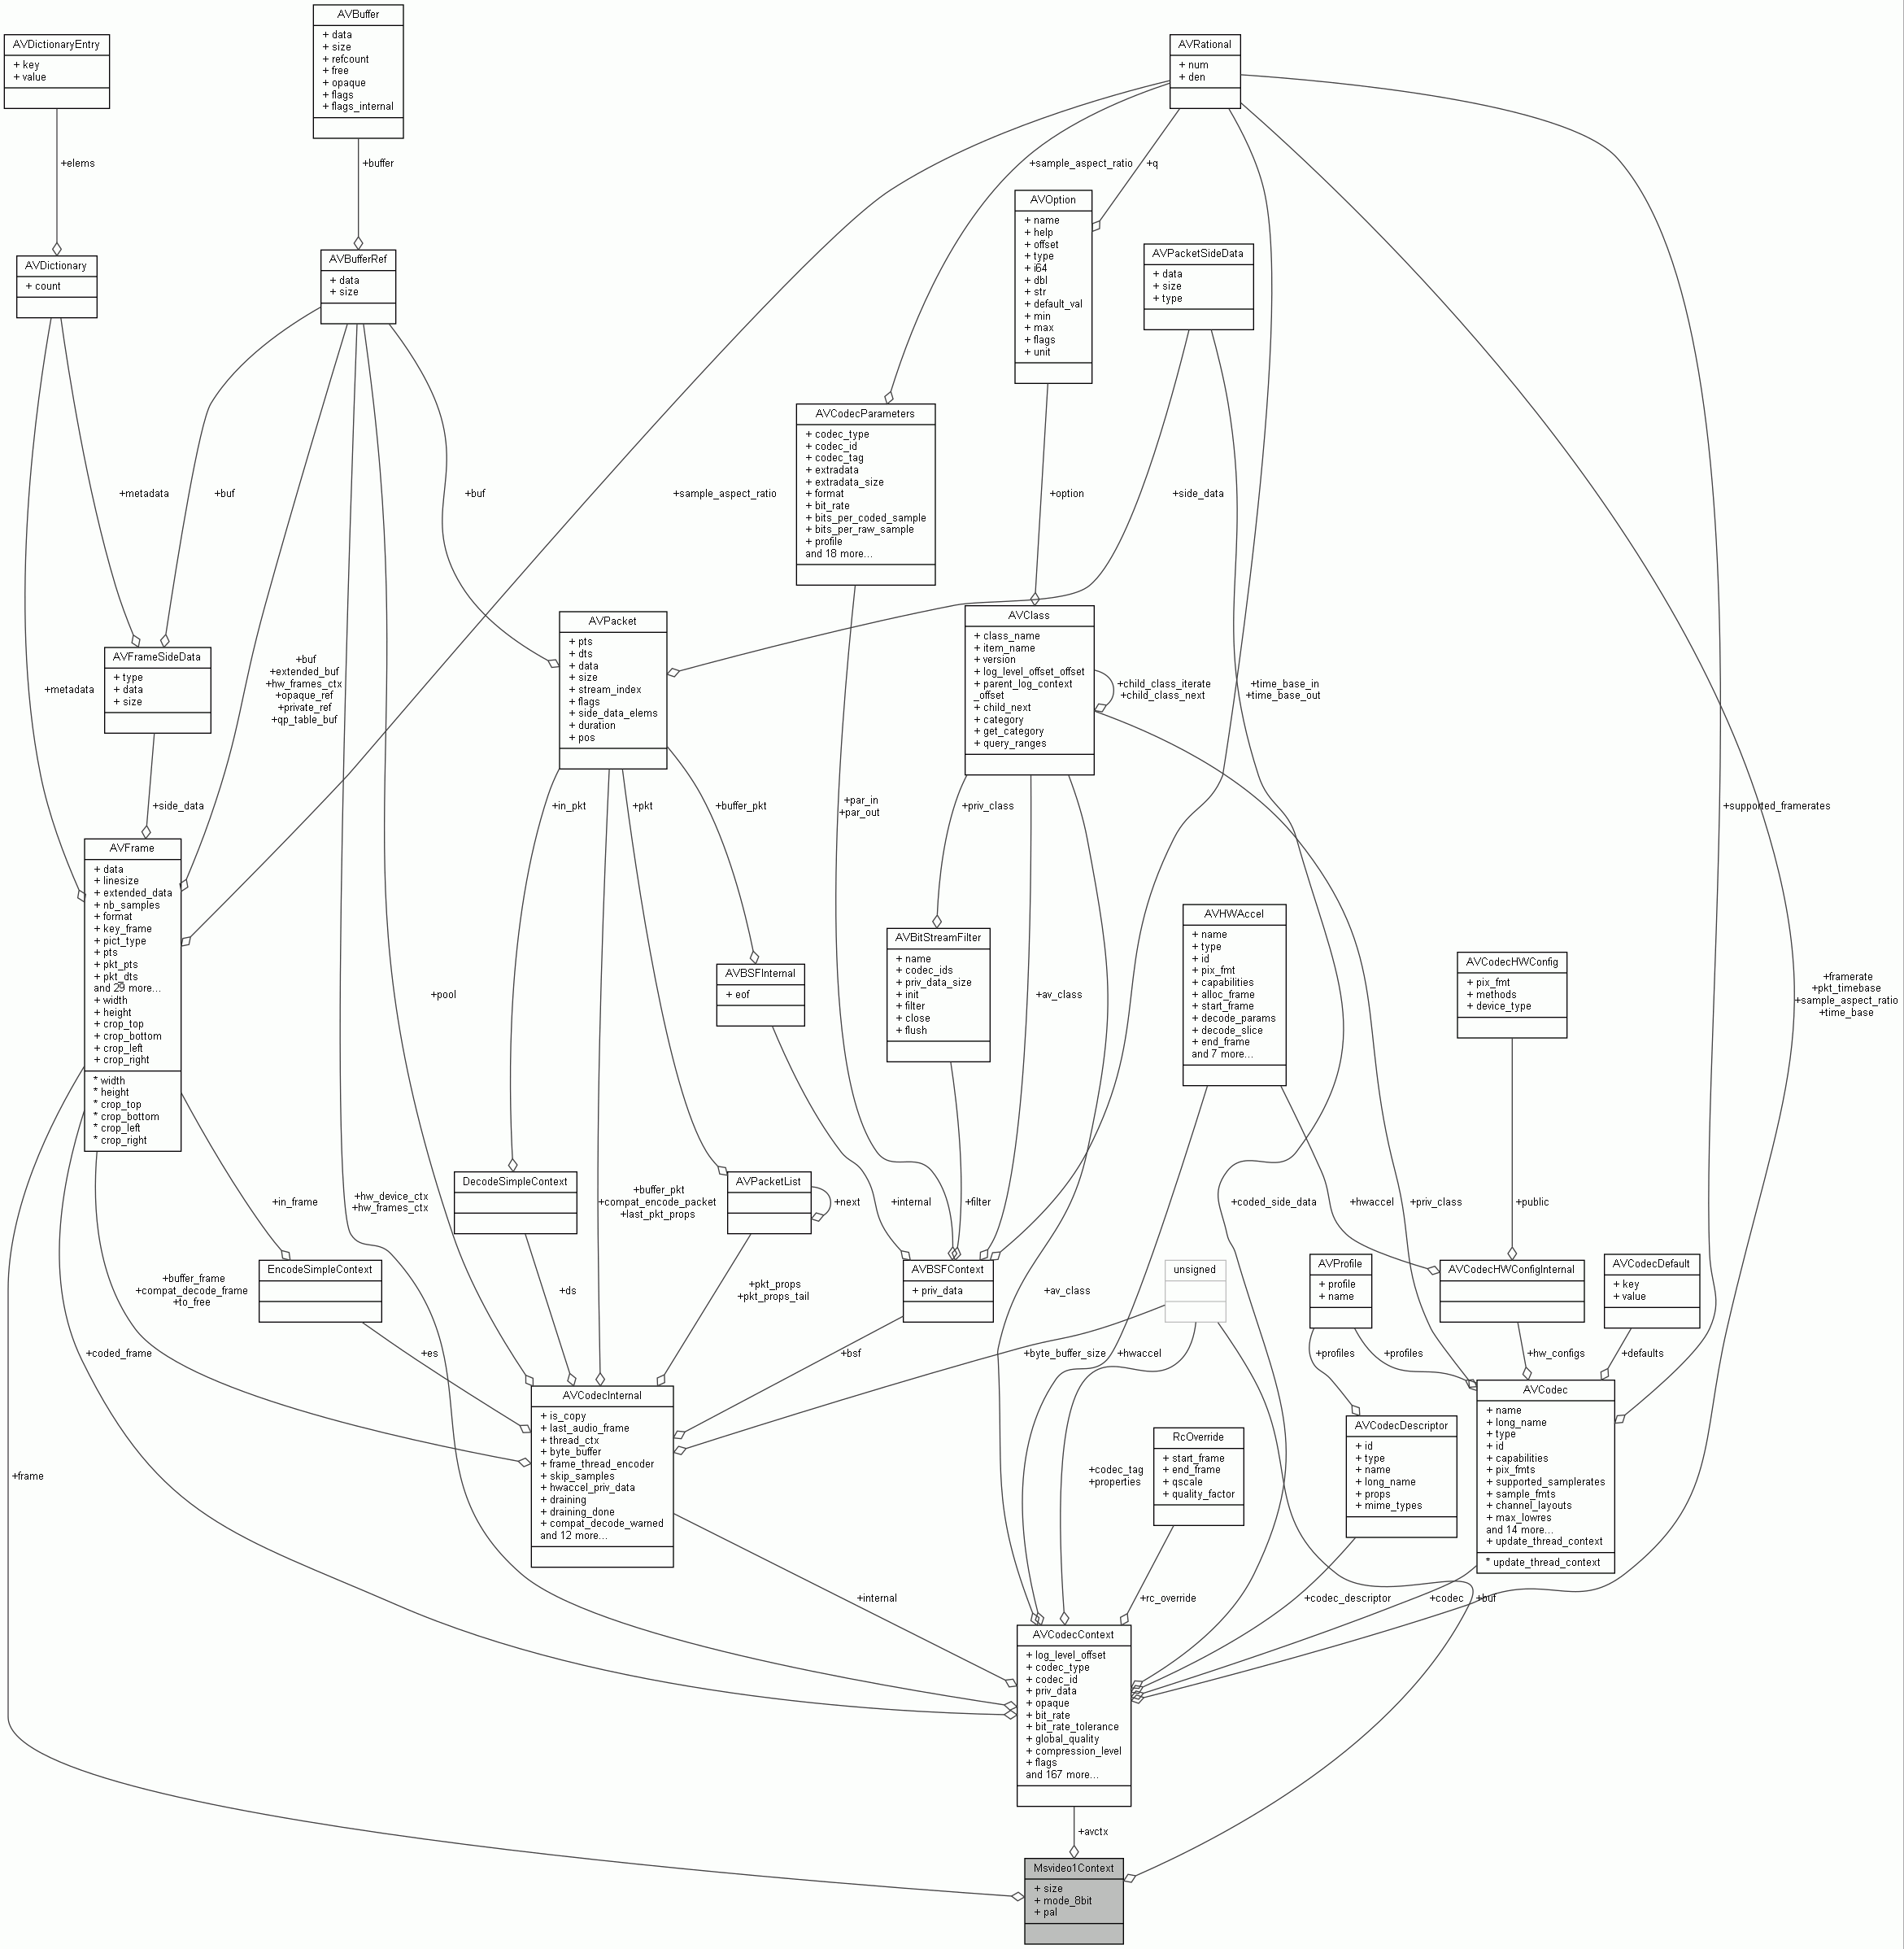 AVBuffer
+ data
+ size
+ refcount
+ free
+ opaque
+ flags
+ flags_internal
AVDictionaryEntry
+ key
+ value
AVRational
+ num
+ den
+elems
+buffer
+sample_aspect_ratio
+q
AVOption
+ name
+ help
+ offset
+ type
+ i64
+ dbl
+ str
+ default_val
+ min
+ max
+ flags
+ unit
AVDictionary
+ count
AVBufferRef
+ data
+ size
AVPacketSideData
+ data
+ size
+ type
AVCodecParameters
+ codec_type
+ codec_id
+ codec_tag
+ extradata
+ extradata_size
+ format
+ bit_rate
+ bits_per_coded_sample
+ bits_per_raw_sample
+ profile
and 18 more...
+metadata
+buf
+buf
+sample_aspect_ratio
+option
+side_data
AVPacket
+ pts
+ dts
+ data
+ size
+ stream_index
+ flags
+ side_data_elems
+ duration
+ pos
AVClass
+ class_name
+ item_name
+ version
+ log_level_offset_offset
+ parent_log_context
_offset
+ child_next
+ category
+ get_category
+ query_ranges
AVFrameSideData
+ type
+ data
+ size
+metadata
+buf
+extended_buf
+hw_frames_ctx
+opaque_ref
+private_ref
+qp_table_buf
+child_class_iterate
+child_class_next
+time_base_in
+time_base_out
+side_data
+in_pkt
+pkt
+buffer_pkt
+par_in
+par_out
+priv_class
+supported_framerates
AVFrame
+ data
+ linesize
+ extended_data
+ nb_samples
+ format
+ key_frame
+ pict_type
+ pts
+ pkt_pts
+ pkt_dts
and 29 more...
+ width
+ height
+ crop_top
+ crop_bottom
+ crop_left
+ crop_right
* width
* height
* crop_top
* crop_bottom
* crop_left
* crop_right
+pool
AVBSFInternal
+ eof
AVBitStreamFilter
+ name
+ codec_ids
+ priv_data_size
+ init
+ filter
+ close
+ flush
+av_class
AVHWAccel
+ name
+ type
+ id
+ pix_fmt
+ capabilities
+ alloc_frame
+ start_frame
+ decode_params
+ decode_slice
+ end_frame
and 7 more...
AVCodecHWConfig
+ pix_fmt
+ methods
+ device_type
+framerate
+pkt_timebase
+sample_aspect_ratio
+time_base
+in_frame
+hw_device_ctx
+hw_frames_ctx
DecodeSimpleContext
+buffer_pkt
+compat_encode_packet
+last_pkt_props
AVPacketList
+next
+internal
+filter
+coded_side_data
+hwaccel
+priv_class
+public
EncodeSimpleContext
+buffer_frame
+compat_decode_frame
+to_free
+ds
+pkt_props
+pkt_props_tail
AVBSFContext
+ priv_data
+av_class
unsigned
AVProfile
+ profile
+ name
AVCodecHWConfigInternal
AVCodecDefault
+ key
+ value
+coded_frame
+es
+bsf
+byte_buffer_size
+hwaccel
+profiles
+profiles
+hw_configs
+defaults
AVCodecInternal
+ is_copy
+ last_audio_frame
+ thread_ctx
+ byte_buffer
+ frame_thread_encoder
+ skip_samples
+ hwaccel_priv_data
+ draining
+ draining_done
+ compat_decode_warned
and 12 more...
+frame
+codec_tag
+properties
RcOverride
+ start_frame
+ end_frame
+ qscale
+ quality_factor
AVCodecDescriptor
+ id
+ type
+ name
+ long_name
+ props
+ mime_types
AVCodec
+ name
+ long_name
+ type
+ id
+ capabilities
+ pix_fmts
+ supported_samplerates
+ sample_fmts
+ channel_layouts
+ max_lowres
and 14 more...
+ update_thread_context
* update_thread_context
+internal
+rc_override
+codec_descriptor
+codec
+buf
AVCodecContext
+ log_level_offset
+ codec_type
+ codec_id
+ priv_data
+ opaque
+ bit_rate
+ bit_rate_tolerance
+ global_quality
+ compression_level
+ flags
and 167 more...
+avctx
Msvideo1Context
+ size
+ mode_8bit
+ pal